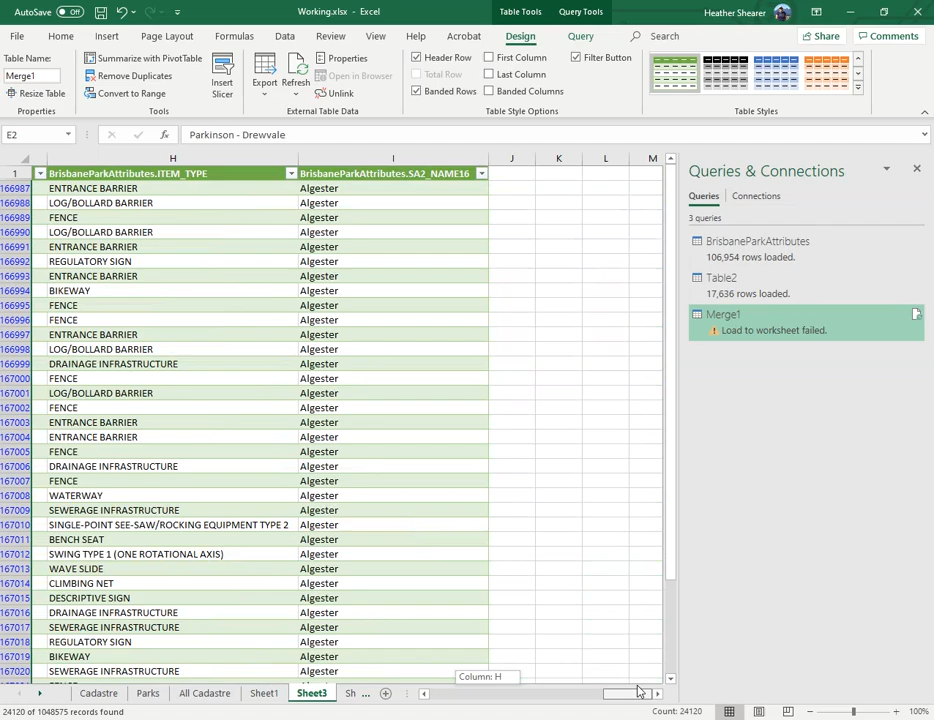 AutoSave Off Working.xlsx - Excel Table Tools Query Tools Heather Shearer
File Home Insert Page Layout Formulas Data Review View Help Acrobat Design Query Search Share Comments
Table Name:
Merge1
Resize Table
Properties
Summarize with PivotTable
Remove Duplicates
Convert to Range
Tools
Insert
Slicer
Export
Refresh
Properties
Open in Browser
Unlink
External Table Data
Header Row First Column Filter Button
Total Row Last Column
Banded Rows Banded Columns
Table Style Options
Table Styles
E2 fx Parkinson - Drewvale
H I J K L M
1 BrisbaneParkAttributes.ITEM_TYPE BrisbaneParkAttributes.SA2_NAME16
166987 ENTRANCE BARRIER Algester
166988 LOG/BOLLARD BARRIER Algester
166989 FENCE Algester
166990 LOG/BOLLARD BARRIER Algester
166991 ENTRANCE BARRIER Algester
166992 REGULATORY SIGN Algester
166993 ENTRANCE BARRIER Algester
166994 BIKEWAY Algester
166995 FENCE Algester
166996 FENCE Algester
166997 ENTRANCE BARRIER Algester
166998 LOG/BOLLARD BARRIER Algester
166999 DRAINAGE INFRASTRUCTURE Algester
167000 FENCE Algester
167001 LOG/BOLLARD BARRIER Algester
167002 FENCE Algester
167003 ENTRANCE BARRIER Algester
167004 ENTRANCE BARRIER Algester
167005 FENCE Algester
167006 DRAINAGE INFRASTRUCTURE Algester
167007 FENCE Algester
167008 WATERWAY Algester
167009 SEWERAGE INFRASTRUCTURE Algester
167010 SINGLE-POINT SEE-SAW/ROCKING EQUIPMENT TYPE 2 Algester
167011 BENCH SEAT Algester
167012 SWING TYPE 1 (ONE ROTATIONAL AXIS) Algester
167013 WAVE SLIDE Algester
167014 CLIMBING NET Algester
167015 DESCRIPTIVE SIGN Algester
167016 DRAINAGE INFRASTRUCTURE Algester
167017 SEWERAGE INFRASTRUCTURE Algester
167018 REGULATORY SIGN Algester
167019 BIKEWAY Algester
167020 SEWERAGE INFRASTRUCTURE Algester
Column: H
Queries & Connections
Queries Connections
3 queries
BrisbaneParkAttributes
106,954 rows loaded.
Table2
17,636 rows loaded.
Merge1
Load to worksheet failed.
Cadastre Parks All Cadastre Sheet1 Sheet3 Sh ...
24120 of 1048575 records found Count: 24120 100%